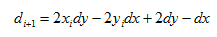 d_{i+1} = 2x_i dy − 2y_i dx + 2dy − dx